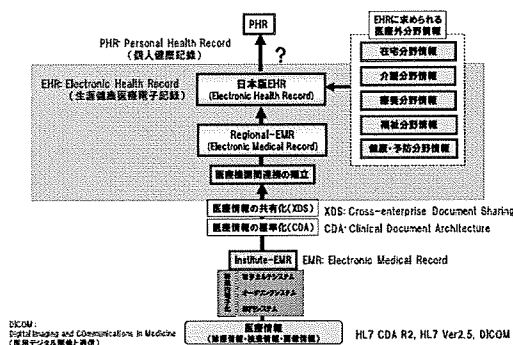 PHR
EHRに求められる
医療外分野情報
PHR: Personal Health Record
(個人健康記録)
?
在宅分野情報
EHR: Electronic Health Record
(生涯健康医療電子記録)
日本版EHR
(Electronic Health Record)
介護分野情報
療養分野情報
Regional-EMR
(Electronic Medical Record)
福祉分野情報
健康・予防分野情報
医療機関連携の確立
医療情報の共有化(XDS)
XDS: Cross-enterprise Document Sharing
医療情報の標準化(CDA)
CDA: Clinical Document Architecture
Institute-EMR
EMR: Electronic Medical Record
電子カルテシステム
オーダリングシステム
DICOM:
Digital Imaging and COmmunications in Medicine
(医用デジタル画像と通信)
医療情報
(診療情報・検査情報・画像情報)
HL7 CDA R2, HL7 Ver2.5, DICOM